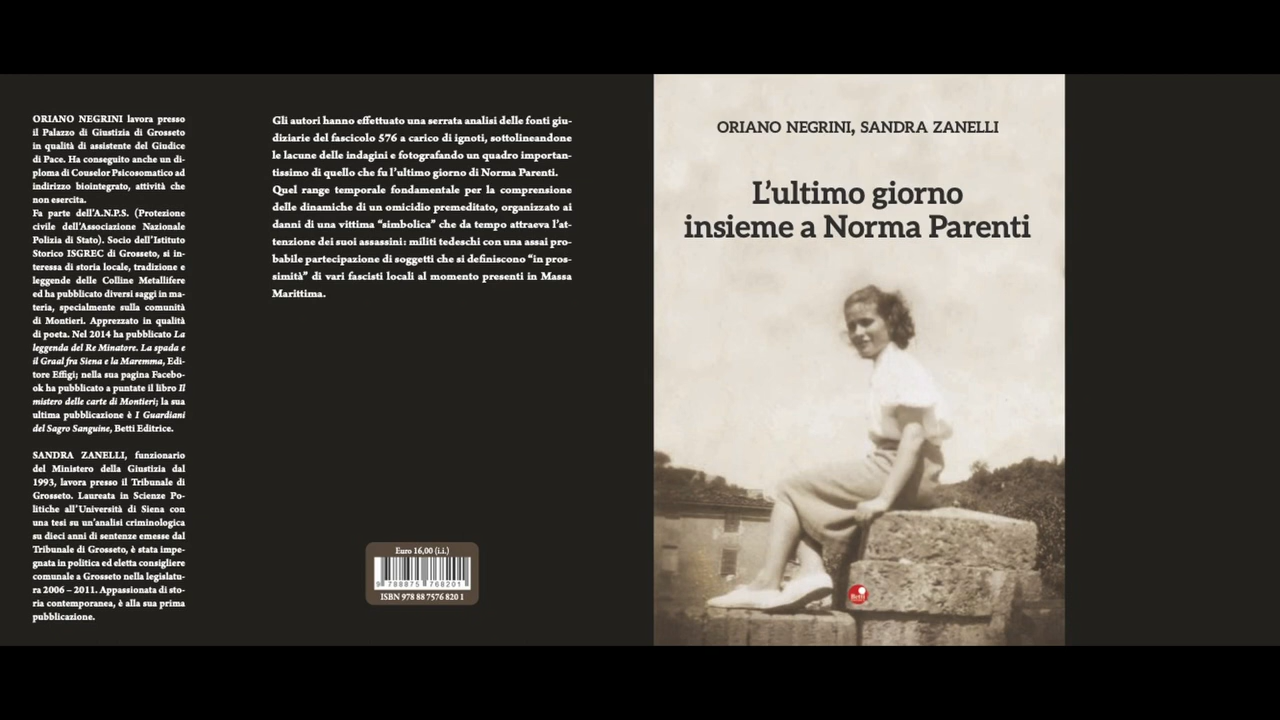 ORIANO NEGRINI lavora presso
il Palazzo di Giustizia di Grosseto
in qualità di assistente del Giudice
di Pace. Ha conseguito anche un di-
ploma di Couselor Psicosomatico ad
indirizzo biointegrato, attività che
non esercita.
Fa parte dell'A.N.P.S. (Protezione
civile dell'Associazione Nazionale
Polizia di Stato). Socio dell'Istituto
Storico ISGREC di Grosseto, si in-
teressa di storia locale, tradizione e
leggende delle Colline Metallifere
ed ha pubblicato diversi saggi in ma-
teria, specialmente sulla comunità
di Montieri. Apprezzato in qualità
di poeta. Nel 2014 ha pubblicato La
leggenda del Re Minatore. La spada e
il Graal fra Siena e la Maremma, Edi-
tore Effigi; nella sua pagina Facebo-
ok ha pubblicato a puntate il libro Il
mistero delle carte di Montieri; la sua
ultima pubblicazione è I Guardiani
del Sagro Sanguine, Betti Editrice.
SANDRA ZANELLI, funzionario
del Ministero della Giustizia dal
1993, lavora presso il Tribunale di
Grosseto. Laureata in Scienze Po-
litiche all'Università di Siena con
una tesi su un'analisi criminologica
su dieci anni di sentenze emesse dal
Tribunale di Grosseto, è stata impe-
gnata in politica ed eletta consigliere
comunale a Grosseto nella legislatu-
ra 2006 – 2011. Appassionata di sto-
ria contemporanea, è alla sua prima
pubblicazione.
Gli autori hanno effettuato una serrata analisi delle fonti giu-
diziarie del fascicolo 576 a carico di ignoti, sottolineandone
le lacune delle indagini e fotografando un quadro importan-
tissimo di quello che fu l'ultimo giorno di Norma Parenti.
Quel range temporale fondamentale per la comprensione
delle dinamiche di un omicidio premeditato, organizzato ai
danni di una vittima "simbolica" che da tempo attraeva l'at-
tenzione dei suoi assassini: militi tedeschi con una assai pro-
babile partecipazione di soggetti che si definiscono "in pros-
simità" di vari fascisti locali al momento presenti in Massa
Marittima.
Euro 16,00 (i.i.)
9 788875 768201
ISBN 978 88 7576 820 1
ORIANO NEGRINI, SANDRA ZANELLI
L'ultimo giorno
insieme a Norma Parenti
Betti